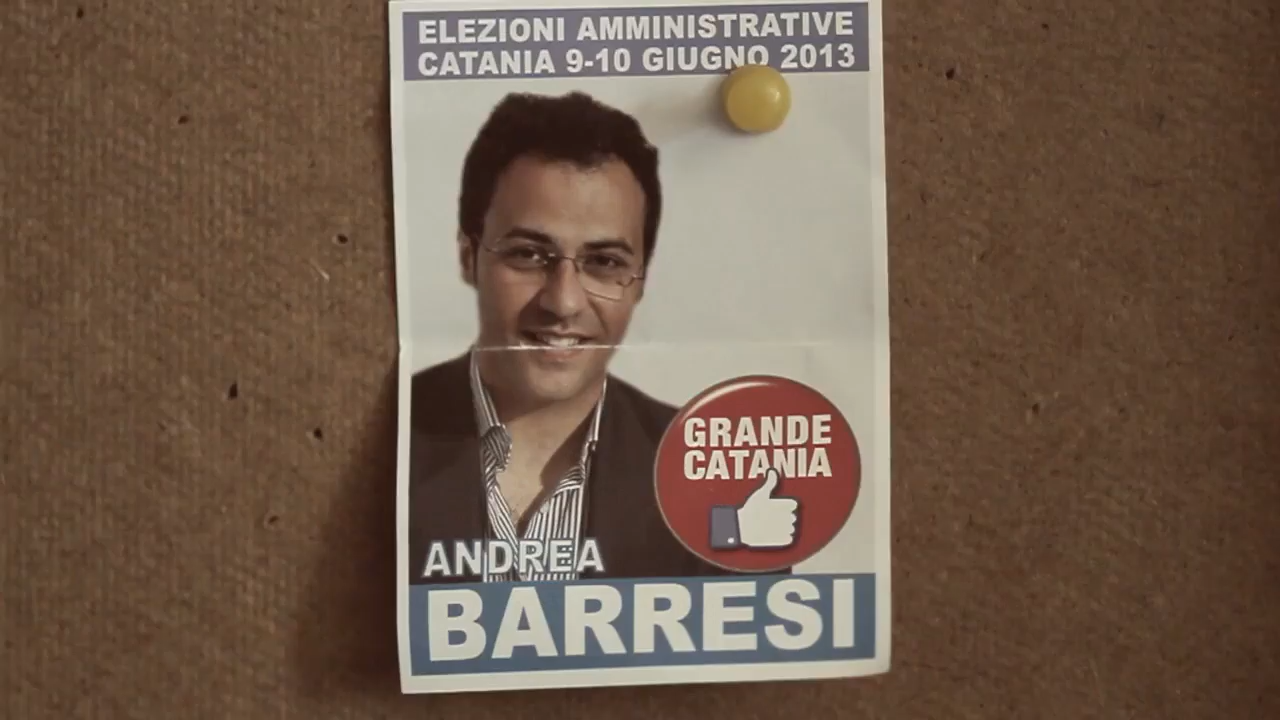 ELEZIONI AMMINISTRATIVE
CATANIA 9-10 GIUGNO 2013
GRANDE
CATANIA
ANDREA
BARRESI